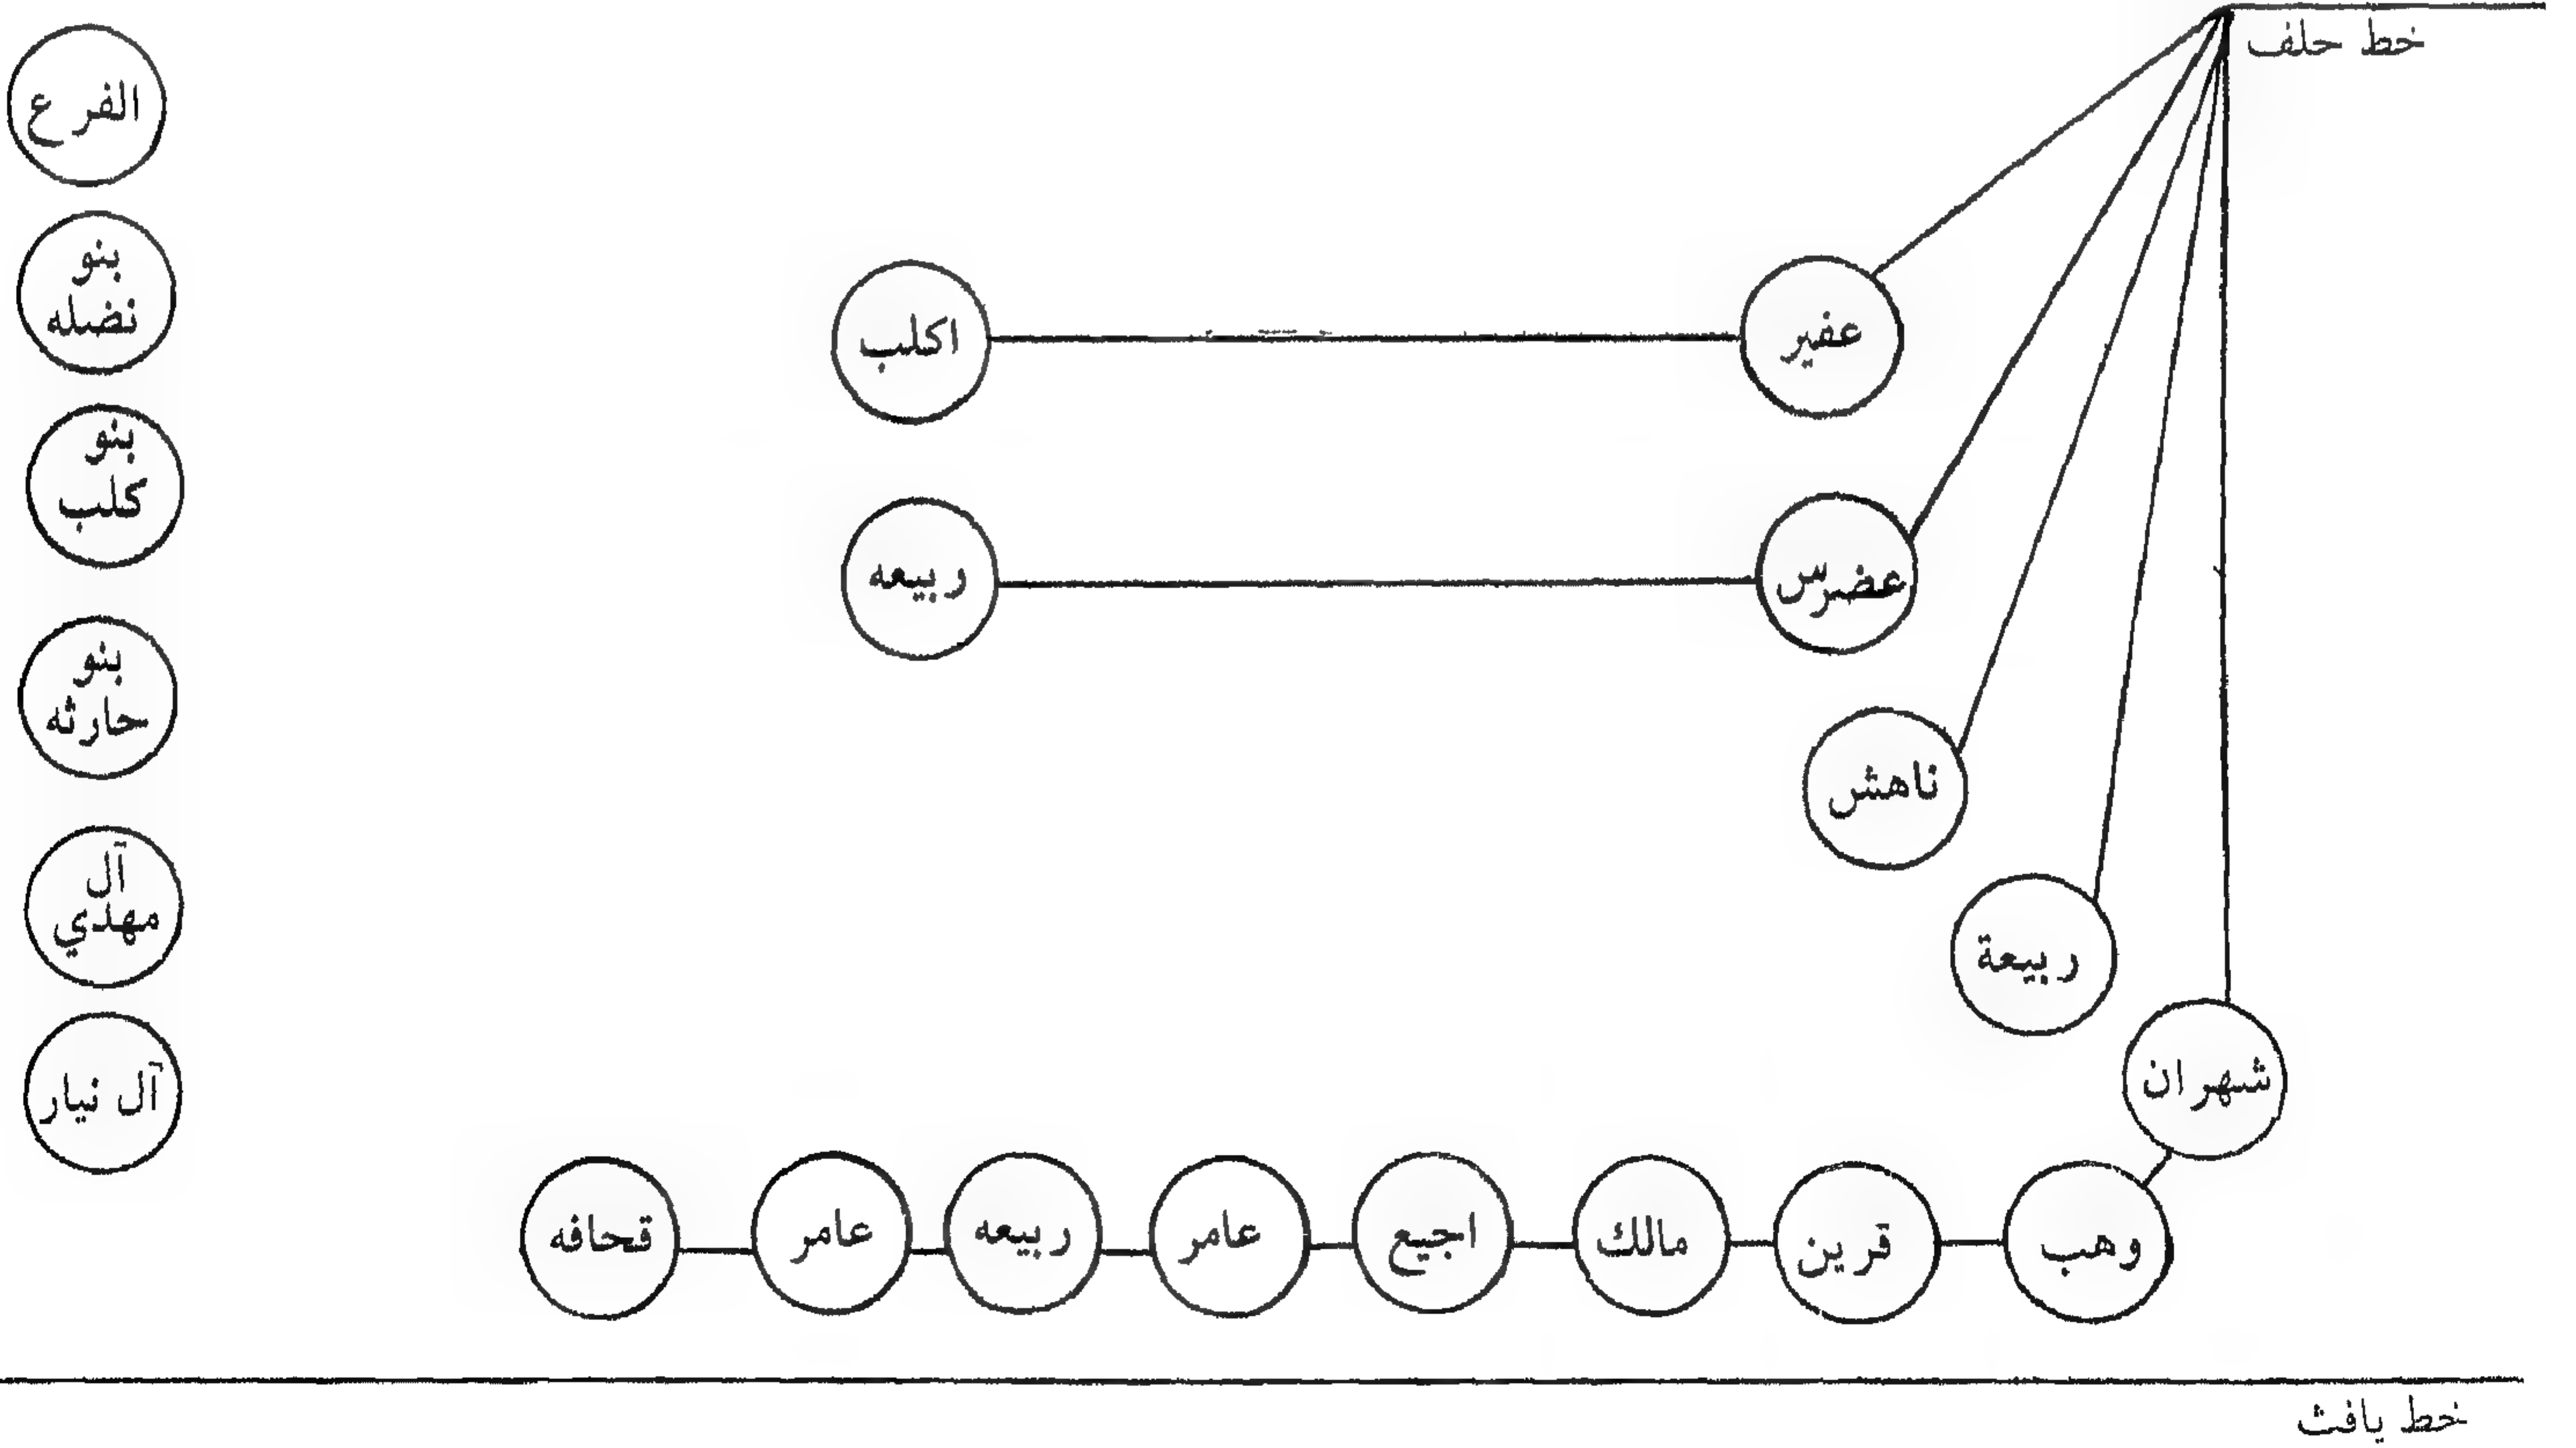 خط حلف
عفير
اكلب
عضرس
ربيعه
ناهش
ربيعة
شهران
وهب
قرين
مالك
اجيع
عامر
ربيعه
عامر
قحافه
الفرع
بنو
نضله
بنو
كلب
بنو
حارثه
آل
مهدي
آل نيار
خط يافث